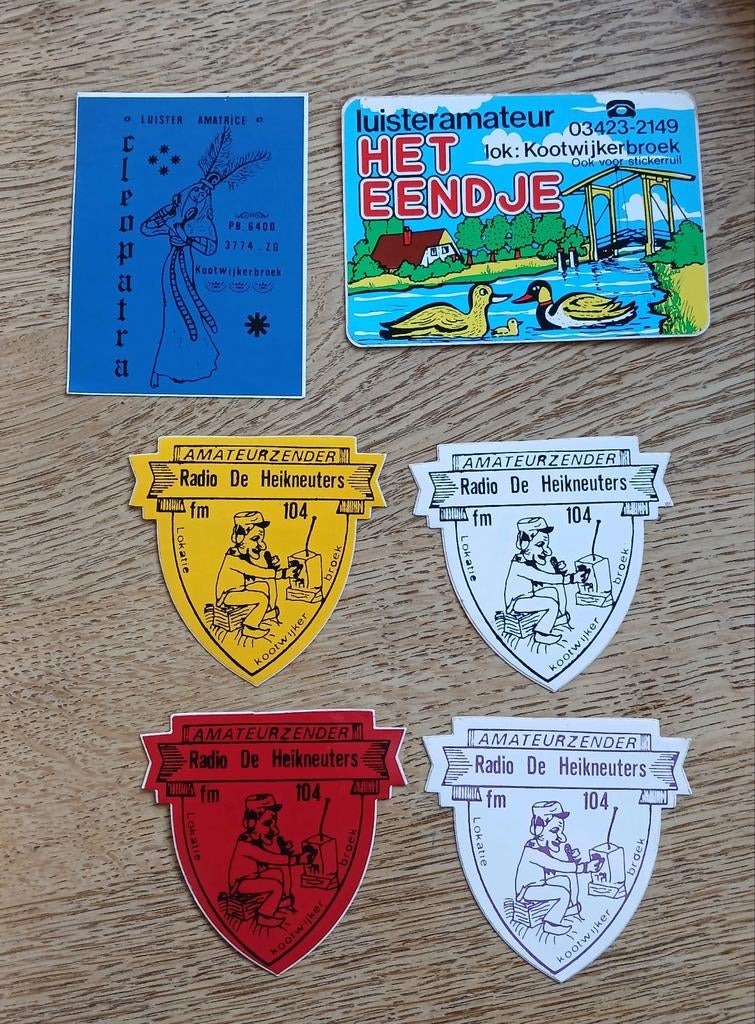 ° LUISTER AMATRICE °
cleopatra
PB.6400
3774.ZG
Kootwijkerbroek
luisteramateur
03423-2149
HET
lok: Kootwijkerbroek
Ook voor stickerruil
EENDJE
AMATEURZENDER
Radio De Heikneuters
fm 104
Lokatie
kootwijker
broek
AMATEURZENDER
Radio De Heikneuters
fm 104
Lokatie
kootwijker
broek
AMATEURZENDER
Radio De Heikneuters
fm 104
Lokatie
kootwijker
broek
AMATEURZENDER
Radio De Heikneuters
fm 104
Lokatie
kootwijker
broek